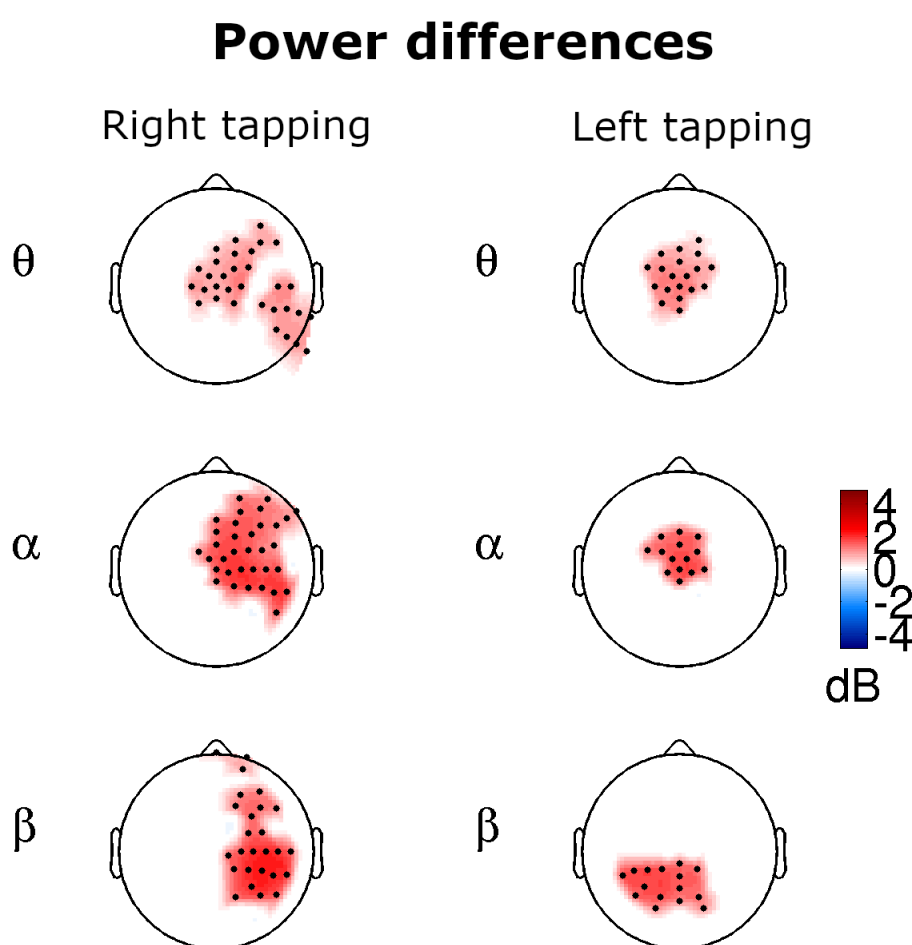 Power differences
Right tapping Left tapping
θ θ
α α
4
2
0
-2
-4
dB
β β